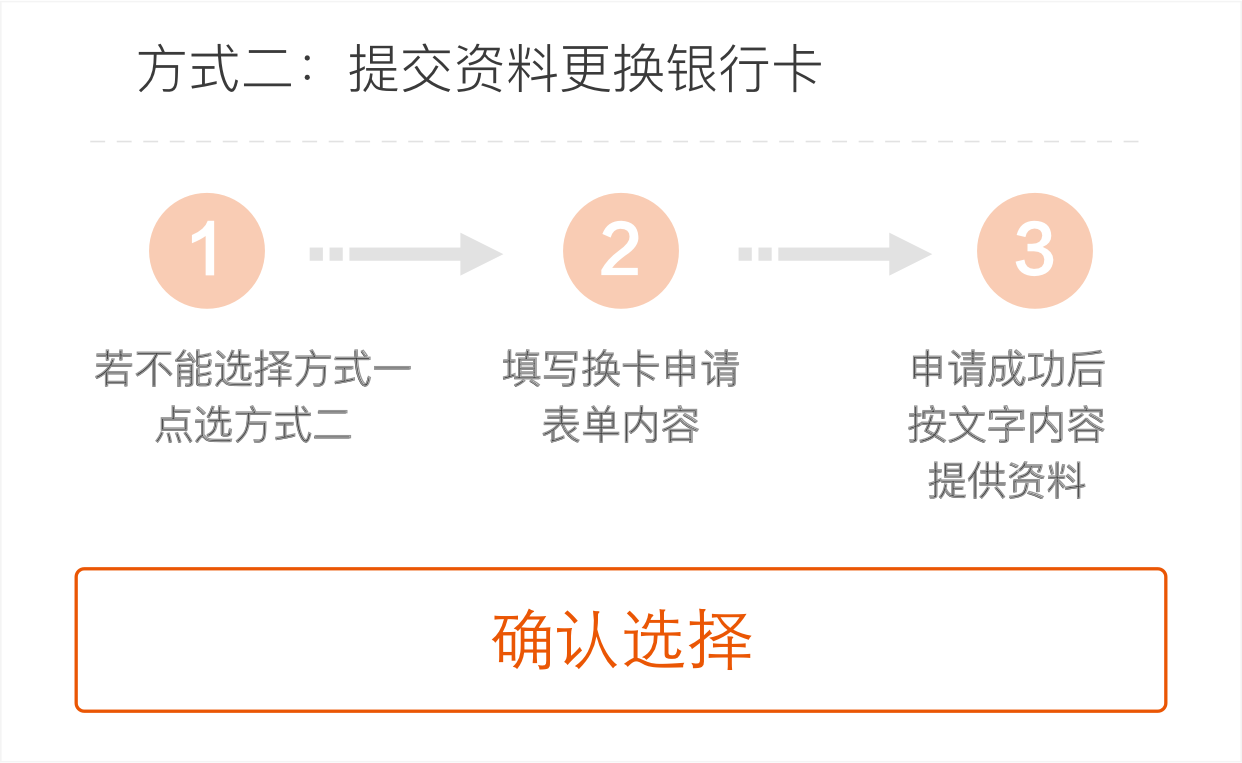 方式二：提交资料更换银行卡
1
2
3
若不能选择方式一
点选方式二
填写换卡申请
表单内容
申请成功后
按文字内容
提供资料
确认选择